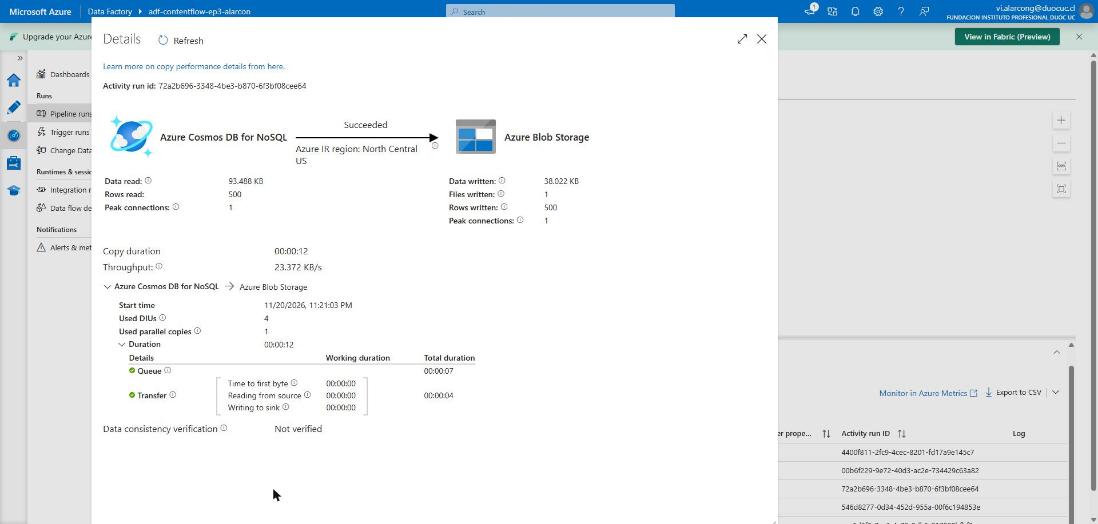 Microsoft Azure Data Factory adf-contentflow-ep3-alarcon Search 1 vi.alarcong@duocuc.cl
FUNDACION INSTITUTO PROFESIONAL DUOC UC
Upgrade your Azure View in Fabric (Preview)
Details Refresh
Learn more on copy performance details from here.
Activity run id: 72a2b696-3348-4be3-b870-6f3bf08cee64
Dashboards
Runs
Pipeline runs
Trigger runs
Change Data
Runtimes & sessio
Integration r
Data flow de
Notifications
Alerts & met
Azure Cosmos DB for NoSQL Succeeded Azure Blob Storage
Azure IR region: North Central
US
Data read: 93.488 KB Data written: 38.022 KB
Rows read: 500 Files written: 1
Peak connections: 1 Rows written: 500
Peak connections: 1
Copy duration 00:00:12
Throughput: 23.372 KB/s
Azure Cosmos DB for NoSQL Azure Blob Storage
Start time 11/20/2026, 11:21:03 PM
Used DIUs 4
Used parallel copies 1
Duration 00:00:12
Details Working duration Total duration
Queue 00:00:07
Time to first byte 00:00:00
Transfer Reading from source 00:00:00 00:00:04
Writing to sink 00:00:00
Data consistency verification Not verified
Monitor in Azure Metrics Export to CSV
er prope... Activity run ID Log
4400f811-2fc9-4cec-8201-fd17a9e145c7
00b6f229-9e72-40d3-ac2e-734429c63a82
72a2b696-3348-4be3-b870-6f3bf08cee64
546d8277-0d34-452d-955a-00f6c194853e